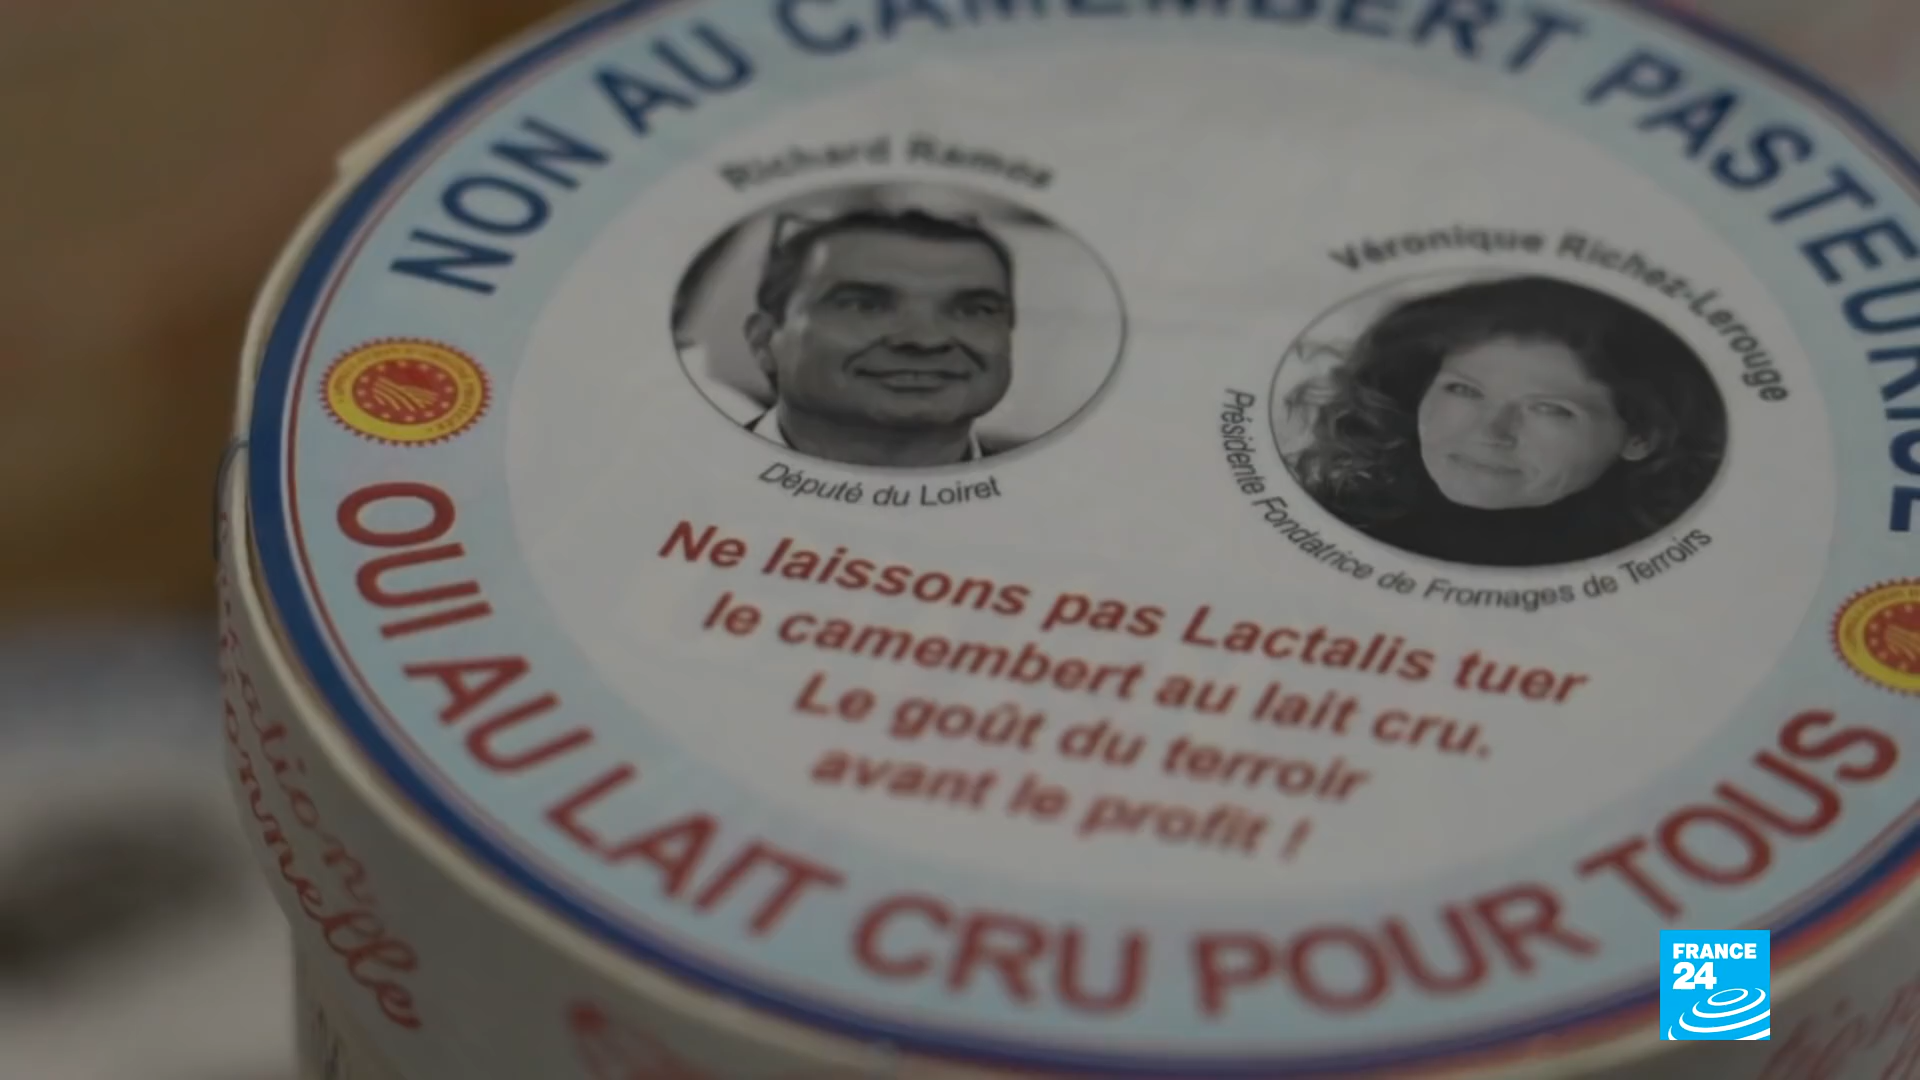 NON AU CAMEMBERT PASTEURISÉ
Richard Ramos
Député du Loiret
Véronique Richez-Lerouge
Présidente Fondatrice de Fromages de Terroirs
Ne laissons pas Lactalis tuer
le camembert au lait cru.
Le goût du terroir
avant le profit !
OUI AU LAIT CRU POUR TOUS
FRANCE
24